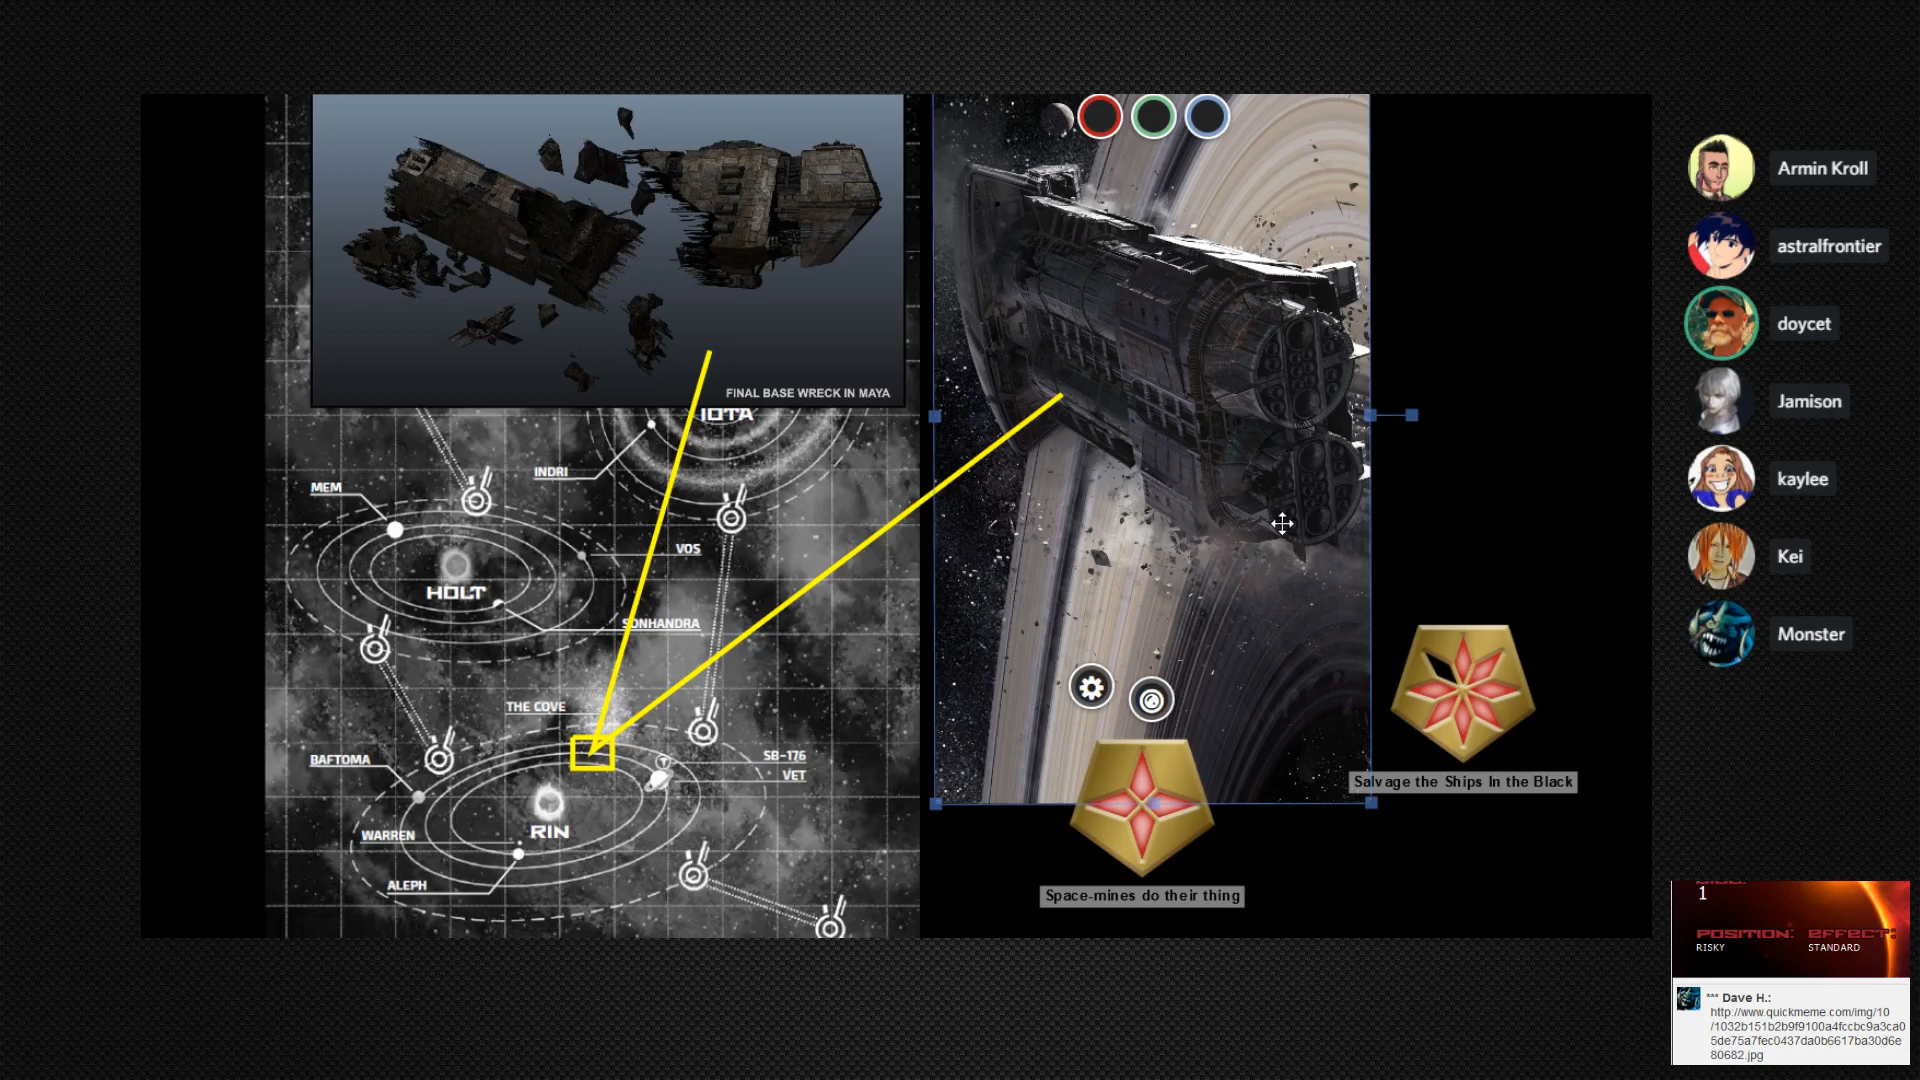 FINAL BASE WRECK IN MAYA
IOTA
INDRI
MEM
VOS
HOLT
SONHANDRA
THE COVE
BAFTOMA
SB-176
VET
RIN
WARREN
ALEPH
Salvage the Ships In the Black
Space-mines do their thing
Armin Kroll
astralfrontier
doycet
Jamison
kaylee
Kei
Monster
1
POSITION: EFFECT:
RISKY STANDARD
*** Dave H.:
http://www.quickmeme.com/img/10
/1032b151b2b9f9100a4fccbc9a3ca0
5de75a7fec0437da0b6617ba30d6e
80682.jpg